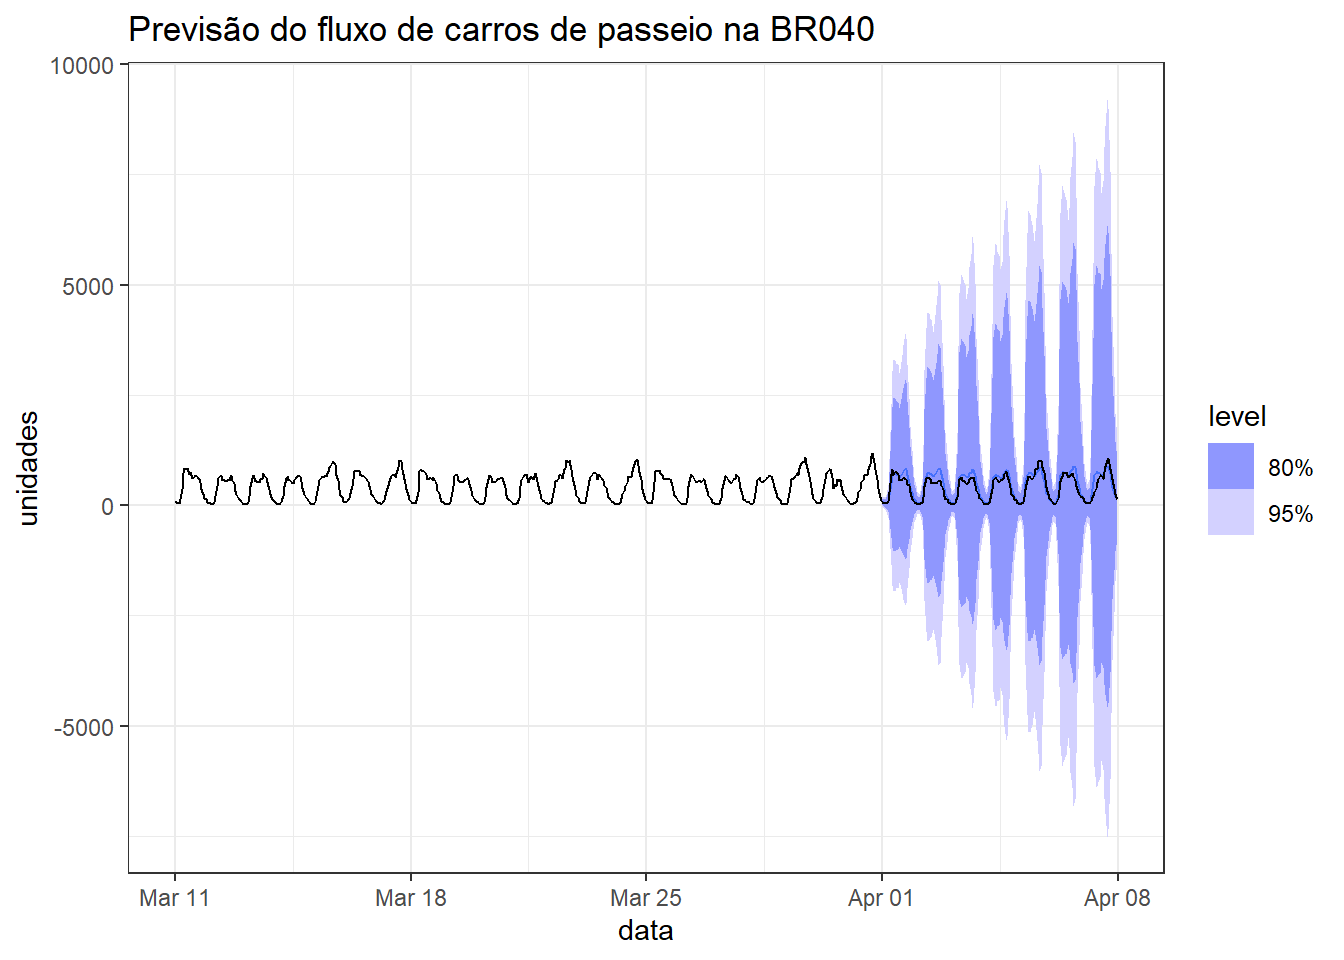 Previsão do fluxo de carros de passeio na BR040
10000
5000
0
-5000
unidades
Mar 11
Mar 18
Mar 25
Apr 01
Apr 08
data
level
80%
95%